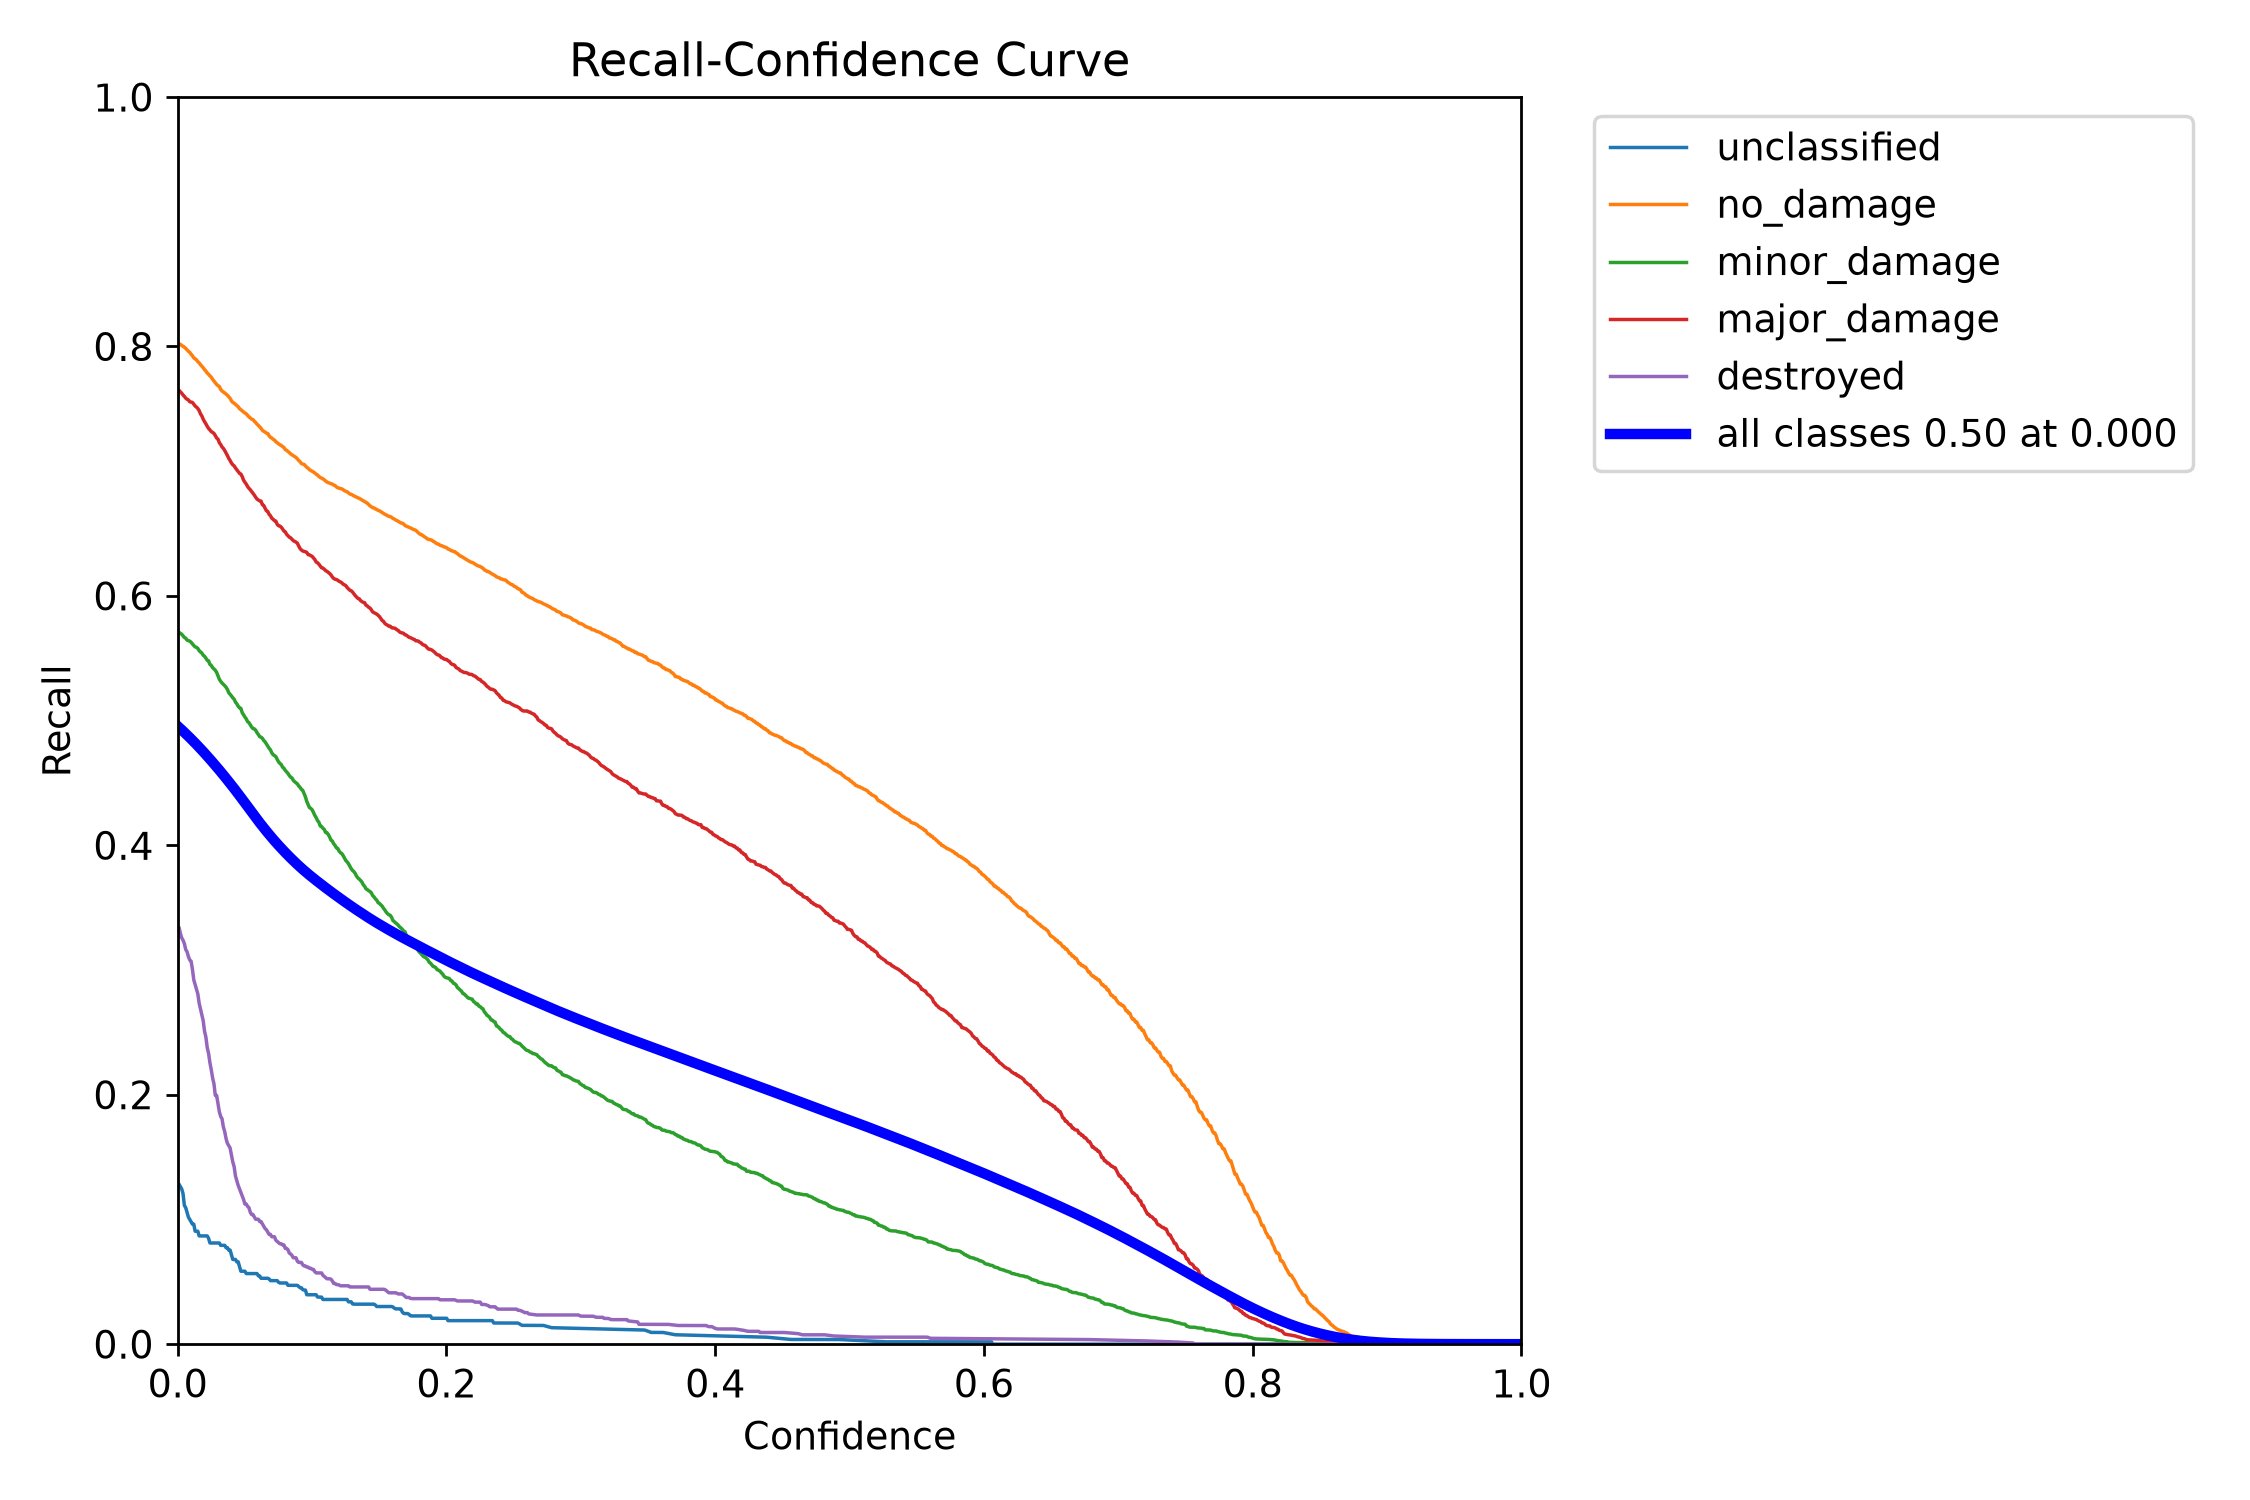 Recall-Confidence Curve
1.0
0.8
0.6
0.4
0.2
0.0
Recall
0.0 0.2 0.4 0.6 0.8 1.0
Confidence
unclassified
no_damage
minor_damage
major_damage
destroyed
all classes 0.50 at 0.000